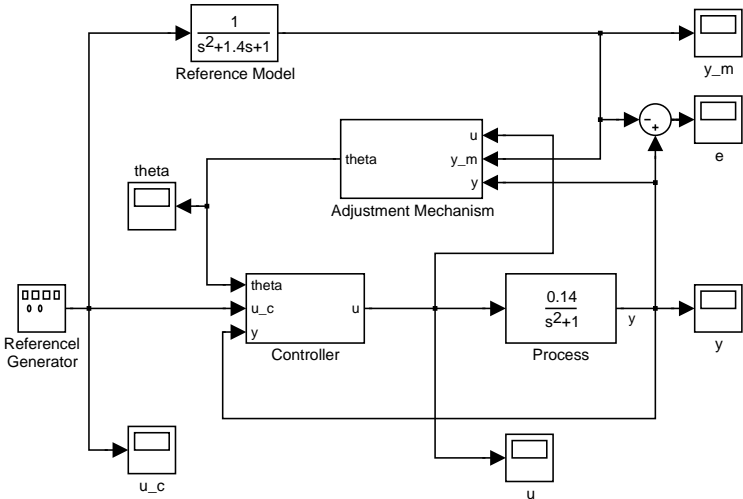 1
s2+1.4s+1
Reference Model
y_m
e
u
theta
y_m
y
Adjustment Mechanism
theta
theta
u_c
y
u
Controller
0.14
s2+1
Process
y
y
Referencel
Generator
u_c
u